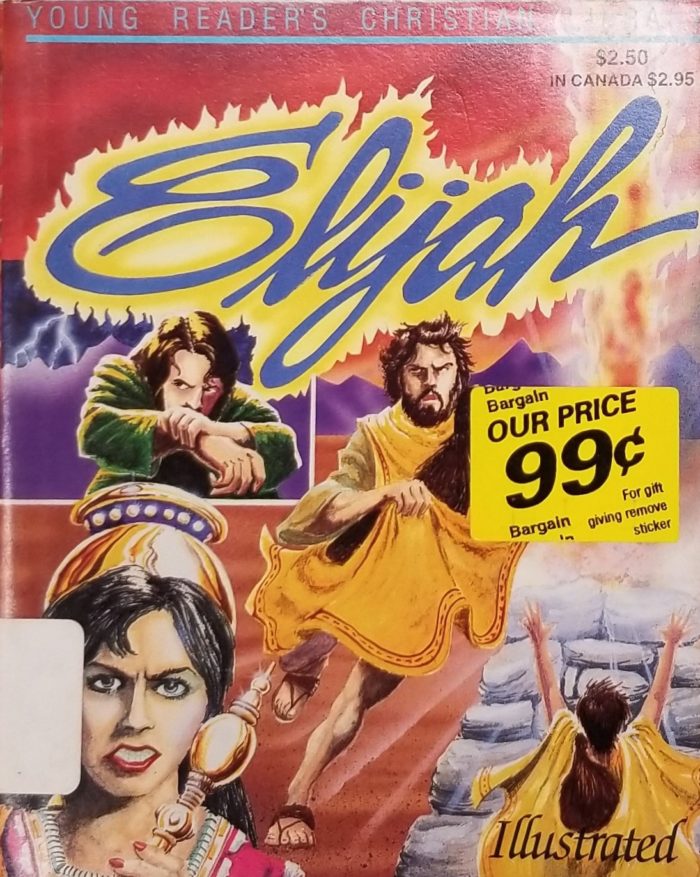 YOUNG READER'S CHRISTIAN
$2.50
IN CANADA $2.95
Elijah
Bargain
OUR PRICE
99¢
For gift
giving remove
sticker
Bargain
In
Illustrated